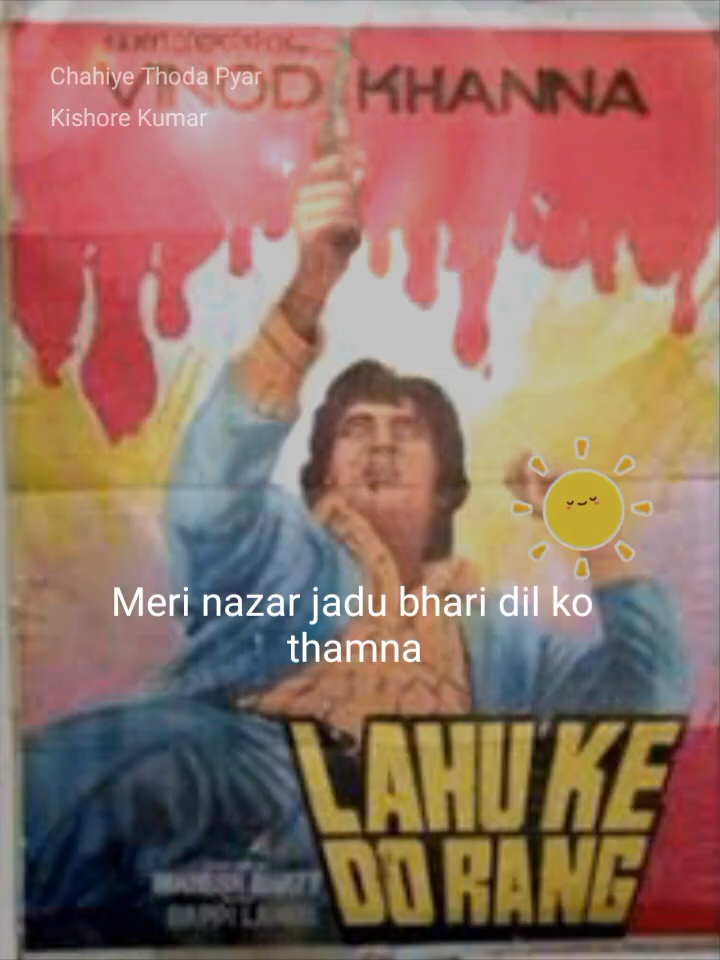 Chahiye Thoda Pyar
VINOD KHANNA
Kishore Kumar
Meri nazar jadu bhari dil ko
thamna
LAHU KE
DO RANG